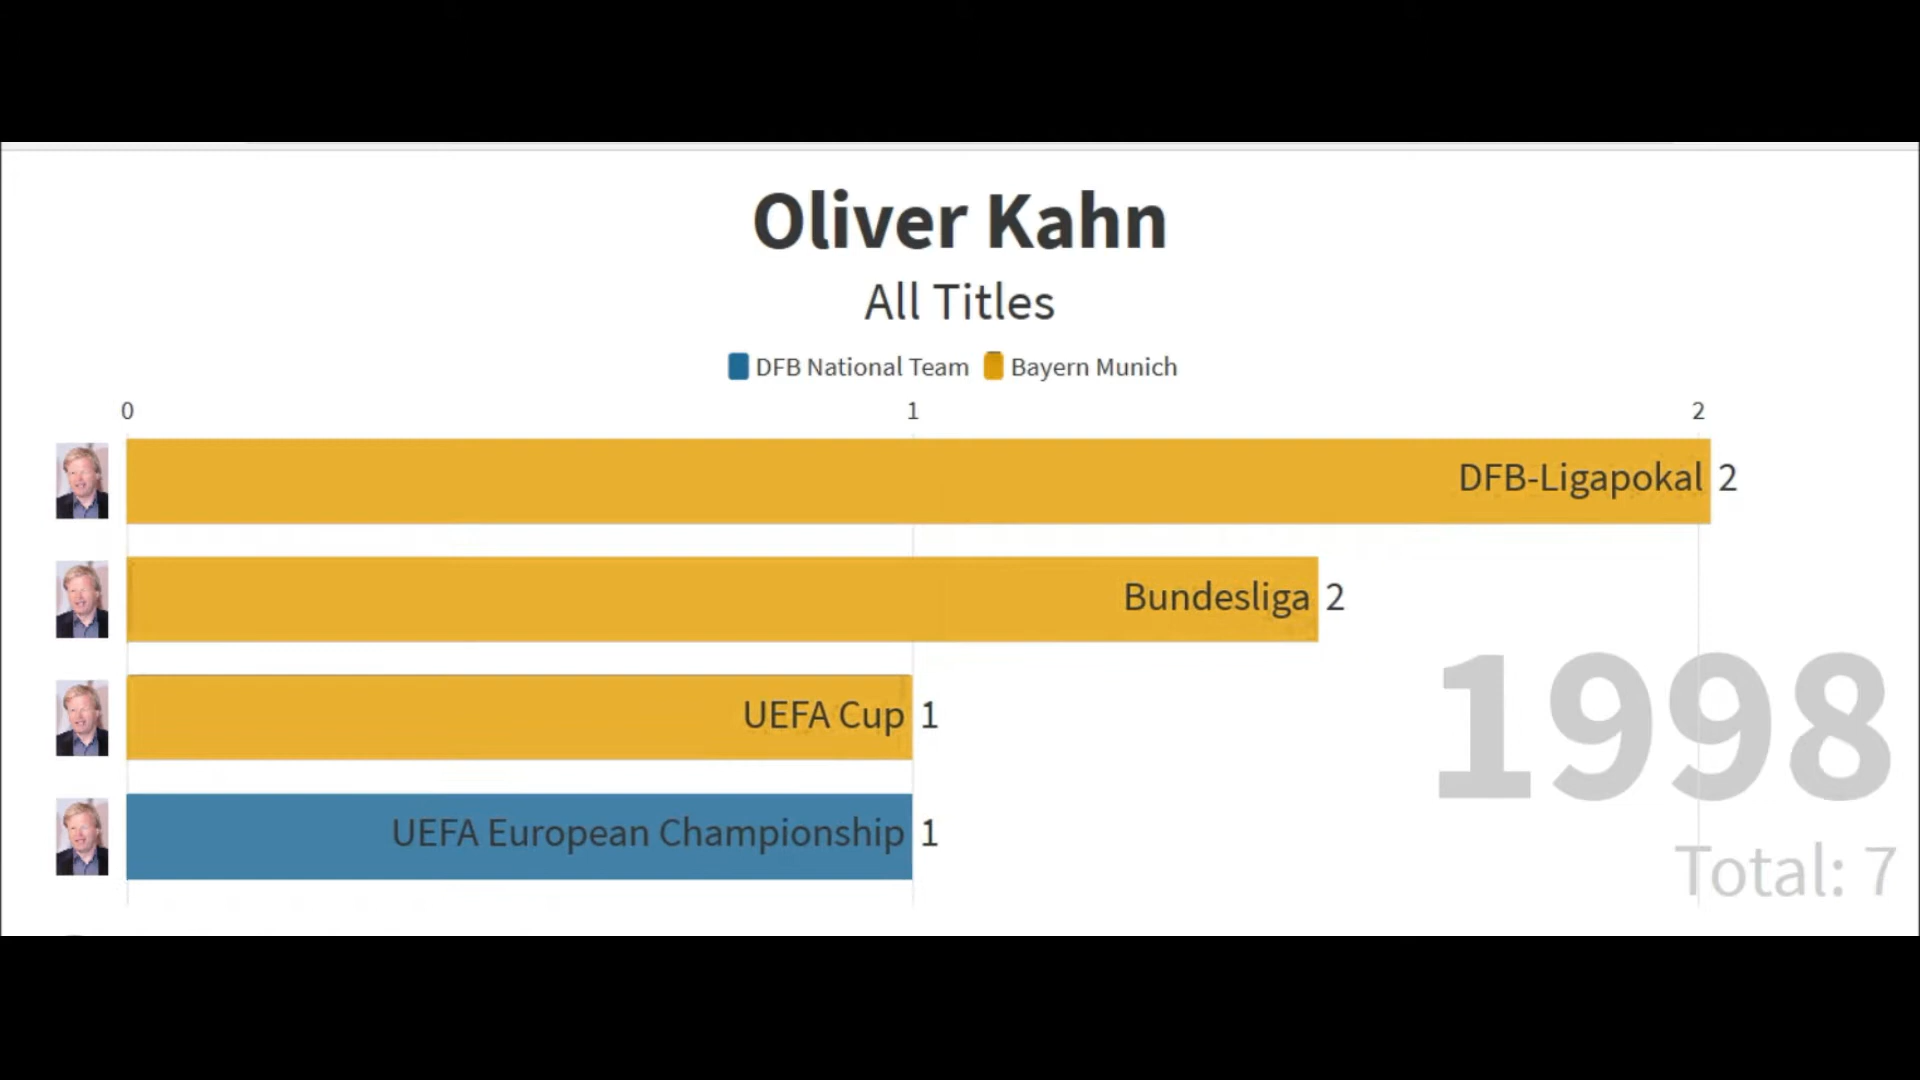 Oliver Kahn
All Titles
DFB National Team Bayern Munich
0 1 2
DFB-Ligapokal 2
Bundesliga 2
UEFA Cup 1
UEFA European Championship 1
1998
Total: 7